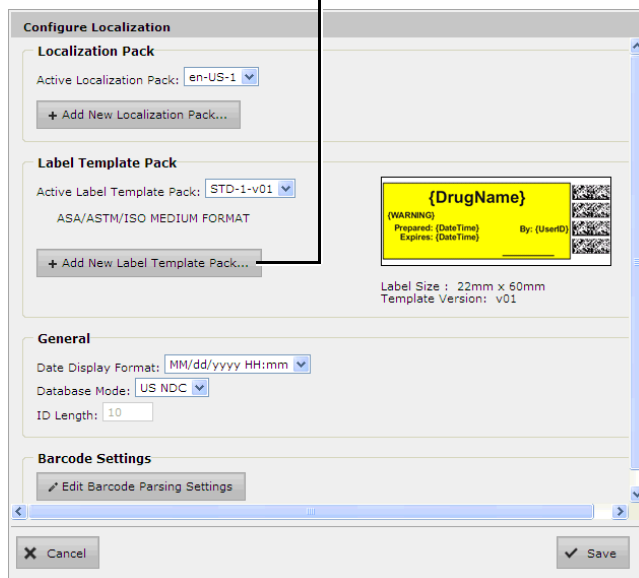 Configure Localization
Localization Pack
Active Localization Pack: en-US-1
+ Add New Localization Pack...
Label Template Pack
Active Label Template Pack: STD-1-v01
ASA/ASTM/ISO MEDIUM FORMAT
+ Add New Label Template Pack...
{DrugName}
{WARNING}
Prepared: {DateTime} By: {UserID}
Expires: {DateTime}
Label Size : 22mm x 60mm
Template Version: v01
General
Date Display Format: MM/dd/yyyy HH:mm
Database Mode: US NDC
ID Length: 10
Barcode Settings
Edit Barcode Parsing Settings
Cancel
Save